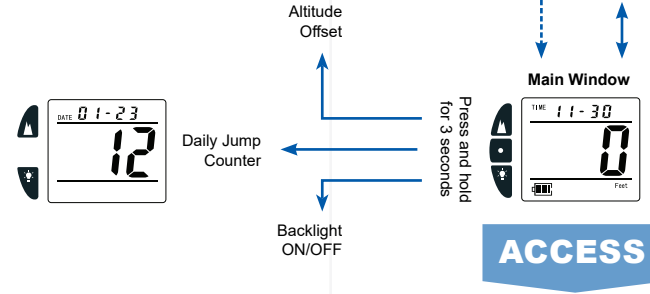 Altitude
Offset
Main Window
DATE 01-23
12
Daily Jump
Counter
Press and hold
for 3 seconds
TIME 11-30
0
Feet
Backlight
ON/OFF
ACCESS